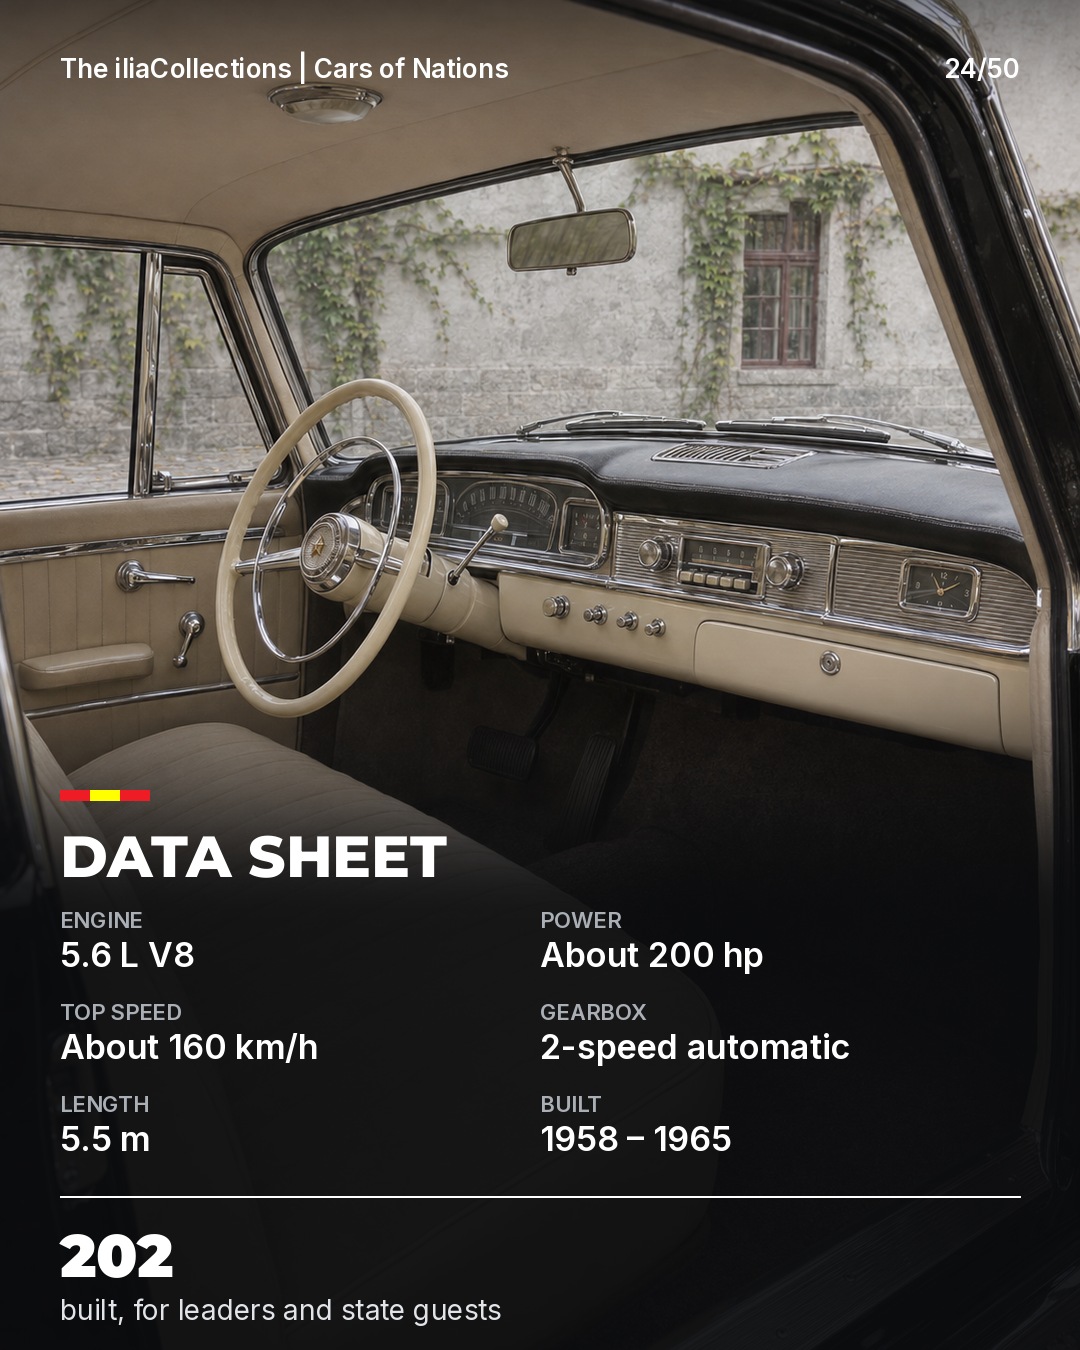 The iliaCollections | Cars of Nations
24/50
DATA SHEET
ENGINE
5.6 L V8
POWER
About 200 hp
TOP SPEED
About 160 km/h
GEARBOX
2-speed automatic
LENGTH
5.5 m
BUILT
1958 – 1965
202
built, for leaders and state guests